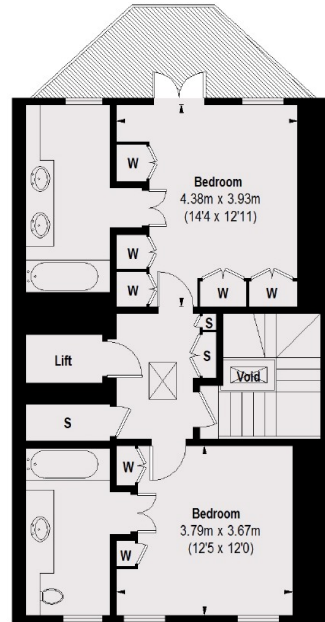 W
Bedroom
4.38m x 3.93m
(14'4 x 12'11)
W
W
W
W
S
S
Lift
Void
S
W
Bedroom
3.79m x 3.67m
(12'5 x 12'0)
W